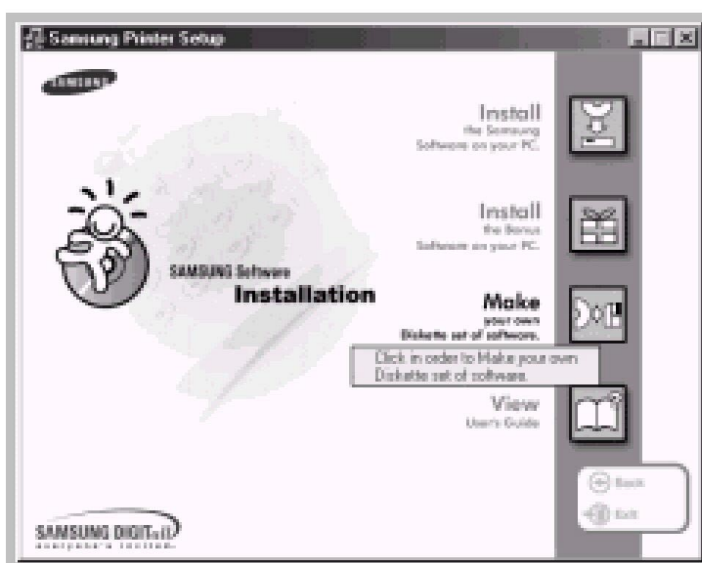 Samsung Printer Setup
SAMSUNG
Install
the Samsung
Software on your PC.
Install
the Bonus
Software on your PC.
SAMSUNG Software
Installation
Make
your own
Diskette set of software.
Click in order to Make your own
Diskette set of software.
View
User's Guide
Back
Exit
SAMSUNG DIGITall
everyone's invited.